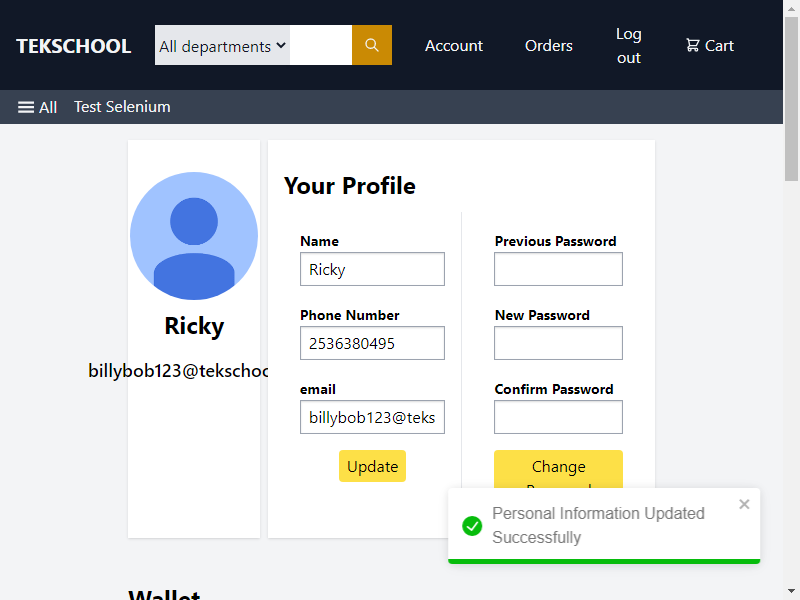 TEKSCHOOL
All departments
Account
Orders
Log
out
Cart
All
Test Selenium
Your Profile
Ricky
billybob123@tekschoo
Name
Ricky
Phone Number
2536380495
email
billybob123@teks
Update
Previous Password
New Password
Confirm Password
Change
Personal Information Updated
Successfully
Wallet